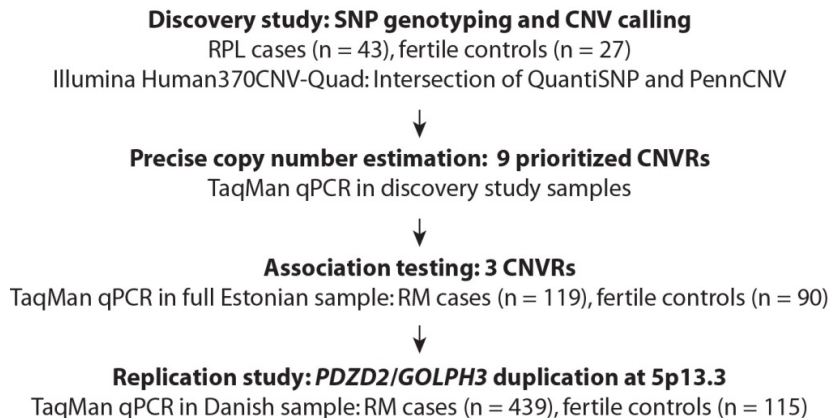 Discovery study: SNP genotyping and CNV calling
RPL cases (n = 43), fertile controls (n = 27)
Illumina Human370CNV-Quad: Intersection of QuantiSNP and PennCNV
Precise copy number estimation: 9 prioritized CNVRs
TaqMan qPCR in discovery study samples
Association testing: 3 CNVRs
TaqMan qPCR in full Estonian sample: RM cases (n = 119), fertile controls (n = 90)
Replication study: PDZD2/GOLPH3 duplication at 5p13.3
TaqMan qPCR in Danish sample: RM cases (n = 439), fertile controls (n = 115)